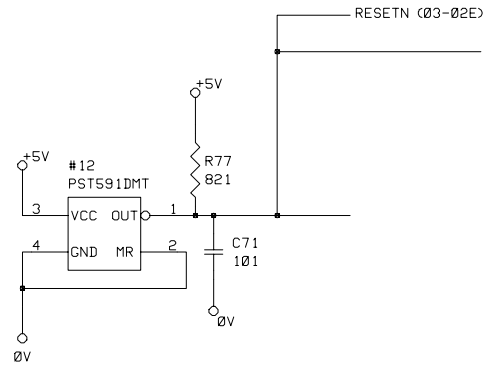 RESETN (03-02E)
+5V
+5V
#12
PST591DMT
R77
821
3 VCC OUT 1
4 GND MR 2
C71
101
0V
0V